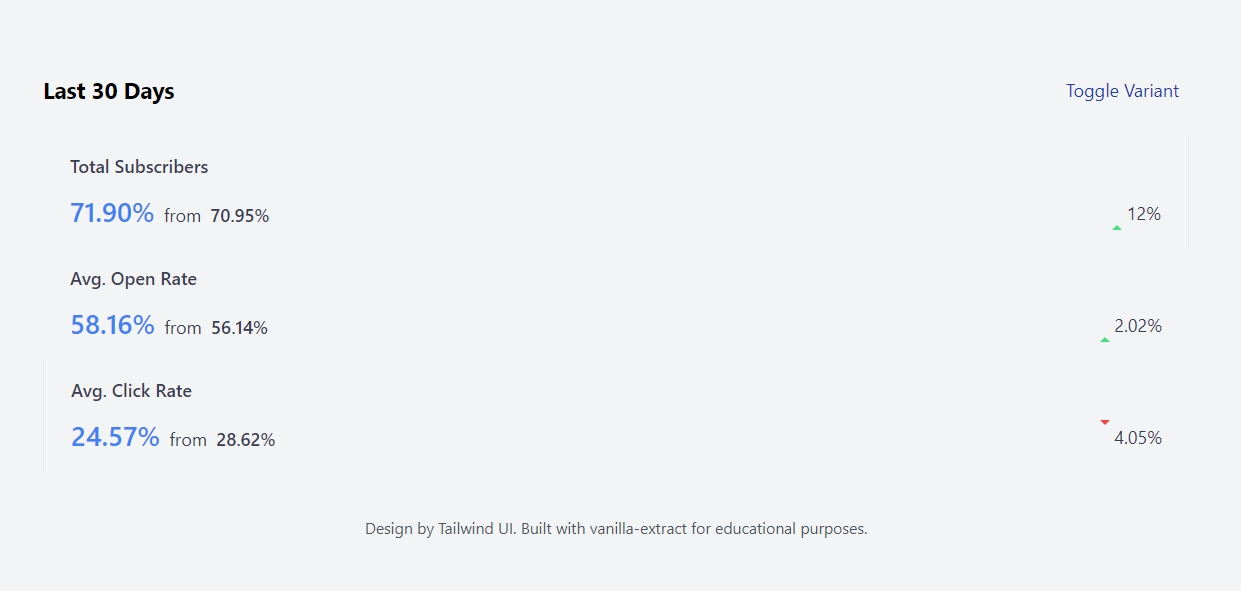 Last 30 Days
Toggle Variant
Total Subscribers
71.90% from 70.95%
12%
Avg. Open Rate
58.16% from 56.14%
2.02%
Avg. Click Rate
24.57% from 28.62%
4.05%
Design by Tailwind UI. Built with vanilla-extract for educational purposes.